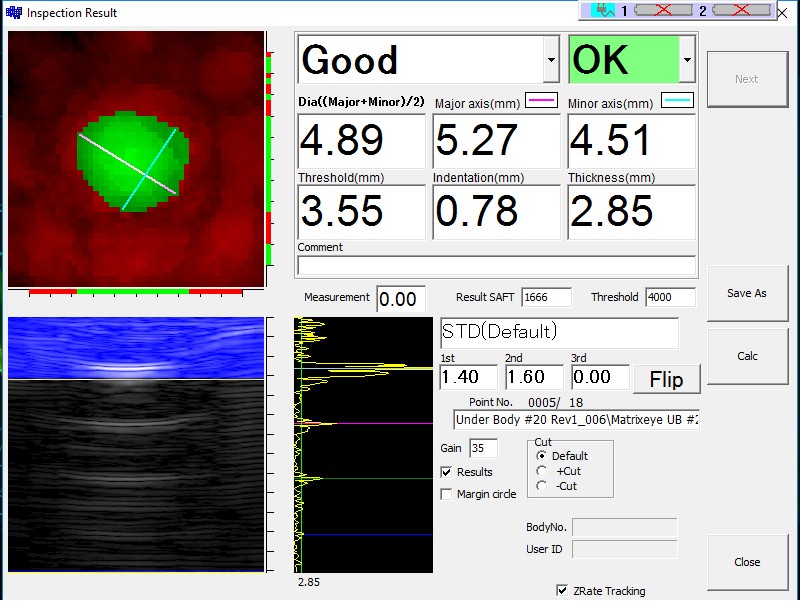 Inspection Result
1 2
Good OK
Next
Dia((Major+Minor)/2) Major axis(mm) Minor axis(mm)
4.89 5.27 4.51
Threshold(mm) Indentation(mm) Thickness(mm)
3.55 0.78 2.85
Comment
Measurement 0.00 Result SAFT 1666 Threshold 4000
Save As
STD(Default)
1st 2nd 3rd
1.40 1.60 0.00 Flip
Calc
Point No. 0005/ 18
Under Body #20 Rev1_006\Matrixeye UB #2
Gain 35
Cut
Default
+Cut
-Cut
Results
Margin circle
BodyNo.
User ID
Close
2.85
ZRate Tracking